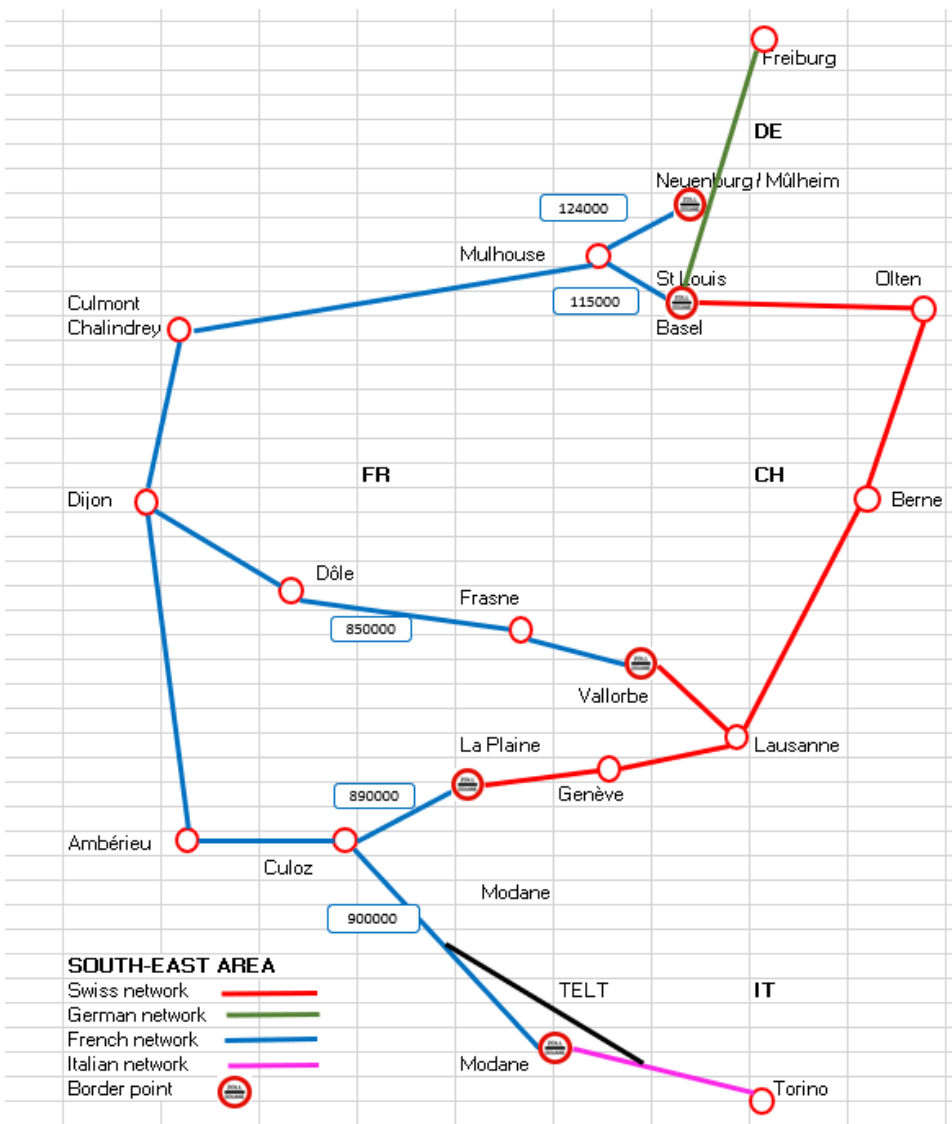 Freiburg
DE
Neuenburg / Mûlheim
124000
Mulhouse
St Louis
Olten
115000
Culmont
Chalindrey
Basel
FR
CH
Dijon
Berne
Dôle
Frasne
850000
Vallorbe
La Plaine
Lausanne
Genève
890000
Ambérieu
Culoz
Modane
900000
SOUTH-EAST AREA
Swiss network
TELT
IT
German network
French network
Italian network
Modane
Border point
Torino